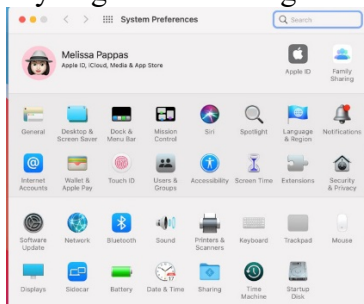 System Preferences
Search
Melissa Pappas
Apple ID, iCloud, Media & App Store
Apple ID
Family
Sharing
General
Desktop &
Screen Saver
Dock &
Menu Bar
Mission
Control
Siri
Spotlight
Language
& Region
Notifications
Internet
Accounts
Wallet &
Apple Pay
Touch ID
Users &
Groups
Accessibility
Screen Time
Extensions
Security
& Privacy
Software
Update
Network
Bluetooth
Sound
Printers &
Scanners
Keyboard
Trackpad
Mouse
Displays
Sidecar
Battery
Date & Time
Sharing
Time
Machine
Startup
Disk